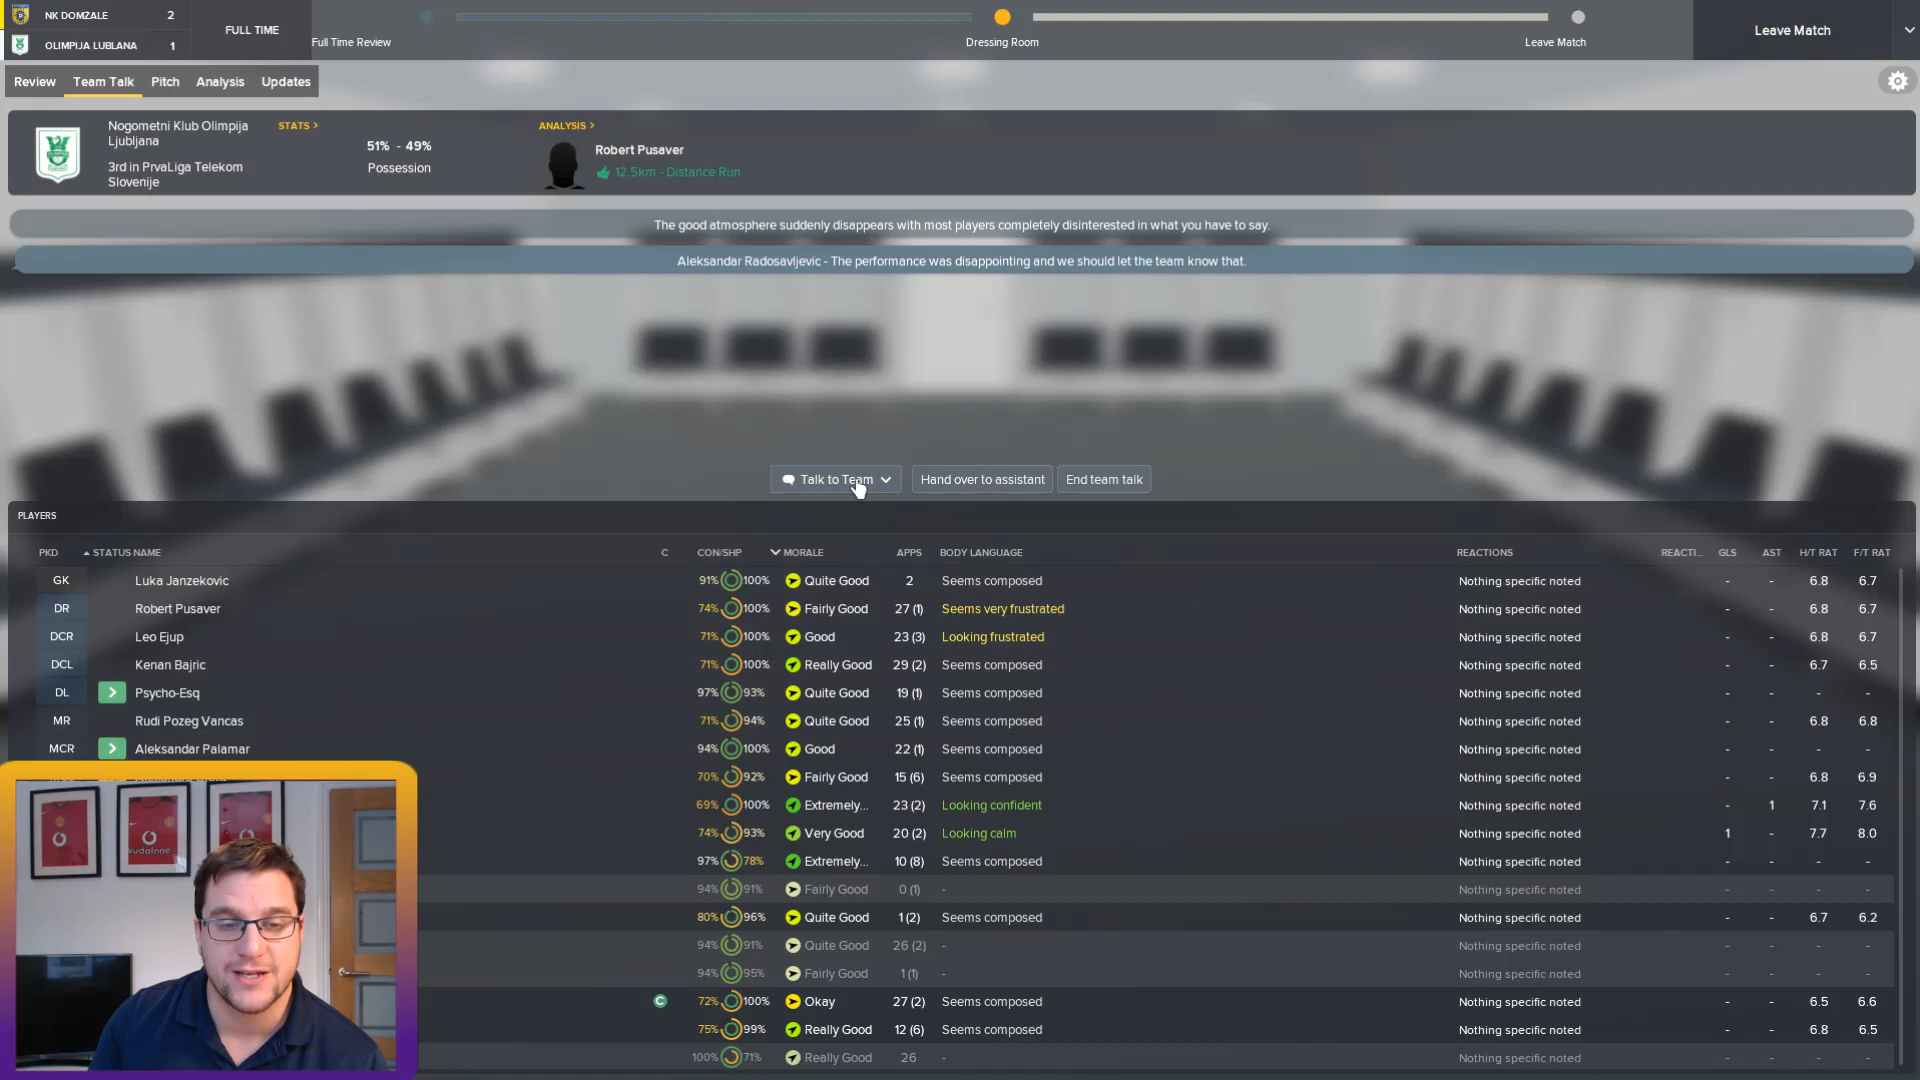 NK DOMŽALE 2
OLIMPIJA LUBLANA 1
FULL TIME
Full Time Review
Dressing Room
Leave Match
Leave Match
Review Team Talk Pitch Analysis Updates
Nogometni Klub Olimpija
Ljubljana
3rd in PrvaLiga Telekom
Slovenije
STATS >
51% - 49%
Possession
ANALYSIS >
Robert Pusaver
12.5km - Distance Run
The good atmosphere suddenly disappears with most players completely disinterested in what you have to say.
Aleksandar Radosavljevic - The performance was disappointing and we should let the team know that.
Talk to Team Hand over to assistant End team talk
PLAYERS
PKD STATUS NAME C CON/SHP MORALE APPS BODY LANGUAGE REACTIONS REACTI... GLS AST H/T RAT F/T RAT
GK Luka Janzekovic 91% 100% Quite Good 2 Seems composed Nothing specific noted - - 6.8 6.7
DR Robert Pusaver 74% 100% Fairly Good 27 (1) Seems very frustrated Nothing specific noted - - 6.8 6.7
DCR Leo Ejup 71% 100% Good 23 (3) Looking frustrated Nothing specific noted - - 6.8 6.7
DCL Kenan Bajric 71% 100% Really Good 29 (2) Seems composed Nothing specific noted - - 6.7 6.5
DL Psycho-Esq 97% 93% Quite Good 19 (1) Seems composed Nothing specific noted - - - -
MR Rudi Pozeg Vancas 71% 94% Quite Good 25 (1) Seems composed Nothing specific noted - - 6.8 6.8
MCR Aleksandar Palamar 94% 100% Good 22 (1) Seems composed Nothing specific noted - - - -
70% 92% Fairly Good 15 (6) Seems composed Nothing specific noted - - 6.8 6.9
69% 100% Extremely... 23 (2) Looking confident Nothing specific noted - 1 7.1 7.6
74% 93% Very Good 20 (2) Looking calm Nothing specific noted 1 - 7.7 8.0
97% 78% Extremely... 10 (8) Seems composed Nothing specific noted - - - -
94% 91% Fairly Good 0 (1) - Nothing specific noted - - - -
80% 96% Quite Good 1 (2) Seems composed Nothing specific noted - - 6.7 6.2
94% 91% Quite Good 26 (2) - Nothing specific noted - - - -
94% 95% Fairly Good 1 (1) - Nothing specific noted - - - -
C 72% 100% Okay 27 (2) Seems composed Nothing specific noted - - 6.5 6.6
75% 99% Really Good 12 (6) Seems composed Nothing specific noted - - 6.8 6.5
100% 71% Really Good 26 - Nothing specific noted - - - -
vodafone